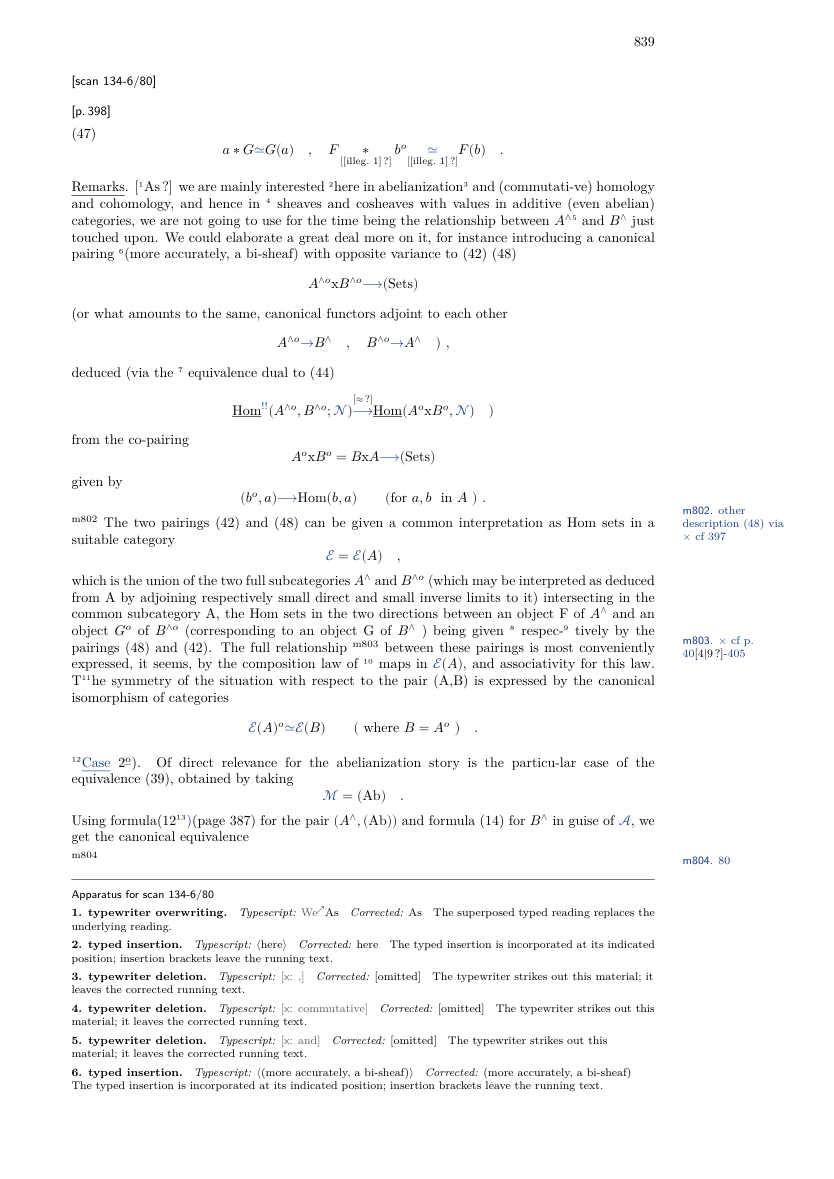 839
[scan 134-6/80]
[p. 398]
(47)
a ∗ G≃G(a) , F ∗ b^o ≃ F(b) .
[[illeg. 1] ?] [[illeg. 1] ?]
Remarks. [¹As ?] we are mainly interested ²here in abelianization³ and (commutati-ve) homology
and cohomology, and hence in ⁴ sheaves and cosheaves with values in additive (even abelian)
categories, we are not going to use for the time being the relationship between A^∧⁵ and B^∧ just
touched upon. We could elaborate a great deal more on it, for instance introducing a canonical
pairing ⁶(more accurately, a bi-sheaf) with opposite variance to (42) (48)
A^∧o xB^∧o ⟶(Sets)
(or what amounts to the same, canonical functors adjoint to each other
A^∧o→B^∧ , B^∧o→A^∧ ) ,
deduced (via the ⁷ equivalence dual to (44)
[≈ ?]
Hom^!!(A^∧o, B^∧o; 𝒩)⟶Hom(A^o xB^o, 𝒩) )
from the co-pairing
A^o xB^o = BxA⟶(Sets)
given by
(b^o, a)⟶Hom(b, a) (for a, b in A ) .
m802 The two pairings (42) and (48) can be given a common interpretation as Hom sets in a
suitable category
ℰ = ℰ(A) ,
which is the union of the two full subcategories A^∧ and B^∧o (which may be interpreted as deduced
from A by adjoining respectively small direct and small inverse limits to it) intersecting in the
common subcategory A, the Hom sets in the two directions between an object F of A^∧ and an
object G^o of B^∧o (corresponding to an object G of B^∧ ) being given ⁸ respec-⁹ tively by the
pairings (48) and (42). The full relationship m803 between these pairings is most conveniently
expressed, it seems, by the composition law of ¹⁰ maps in ℰ(A), and associativity for this law.
T¹¹he symmetry of the situation with respect to the pair (A,B) is expressed by the canonical
isomorphism of categories
ℰ(A)^o≃ℰ(B) ( where B = A^o ) .
¹²Case 2º). Of direct relevance for the abelianization story is the particu-lar case of the
equivalence (39), obtained by taking
ℳ = (Ab) .
Using formula(12¹³)(page 387) for the pair (A^∧, (Ab)) and formula (14) for B^∧ in guise of 𝒜, we
get the canonical equivalence
m804
m802. other
description (48) via
× cf 397
m803. × cf p.
40[4|9 ?]-405
m804. 80
Apparatus for scan 134-6/80
1. typewriter overwriting. Typescript: We↗As Corrected: As The superposed typed reading replaces the
underlying reading.
2. typed insertion. Typescript: ⟨here⟩ Corrected: here The typed insertion is incorporated at its indicated
position; insertion brackets leave the running text.
3. typewriter deletion. Typescript: [x: .] Corrected: [omitted] The typewriter strikes out this material; it
leaves the corrected running text.
4. typewriter deletion. Typescript: [x: commutative] Corrected: [omitted] The typewriter strikes out this
material; it leaves the corrected running text.
5. typewriter deletion. Typescript: [x: and] Corrected: [omitted] The typewriter strikes out this
material; it leaves the corrected running text.
6. typed insertion. Typescript: ⟨(more accurately, a bi-sheaf)⟩ Corrected: (more accurately, a bi-sheaf)
The typed insertion is incorporated at its indicated position; insertion brackets leave the running text.